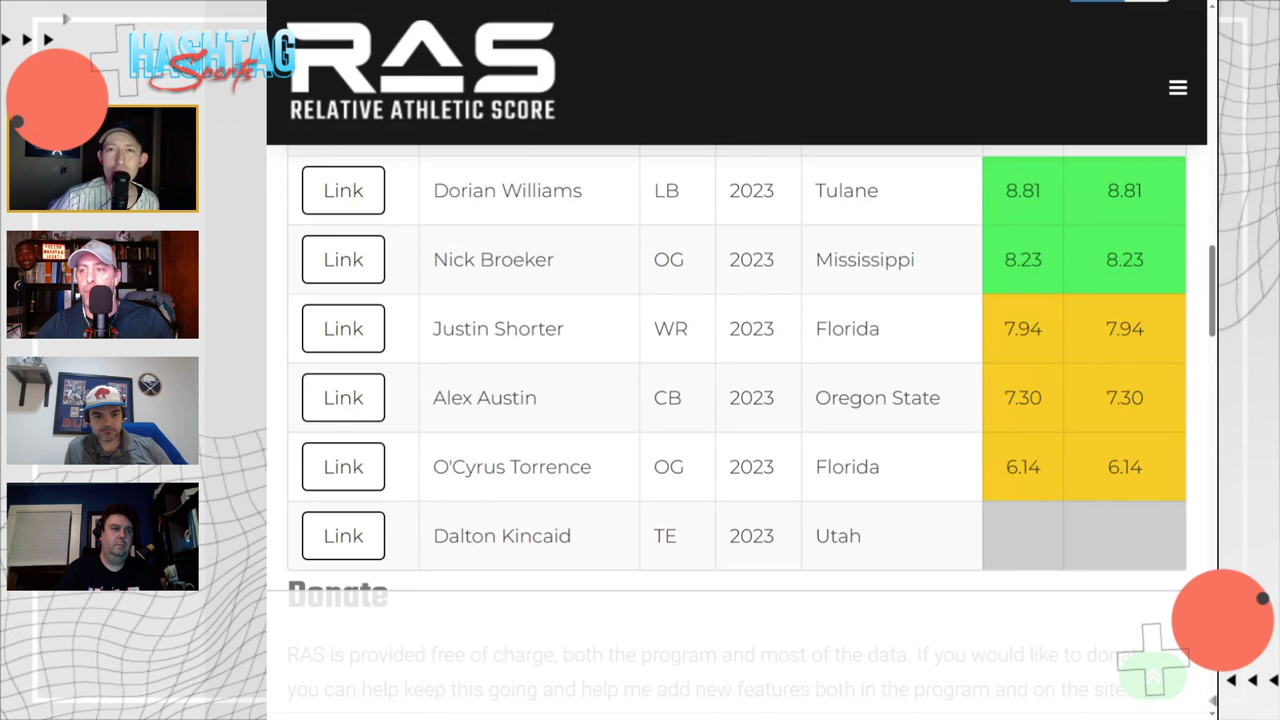 HASHTAG
Sports
RAS
RELATIVE ATHLETIC SCORE
Link Dorian Williams LB 2023 Tulane 8.81 8.81
Link Nick Broeker OG 2023 Mississippi 8.23 8.23
Link Justin Shorter WR 2023 Florida 7.94 7.94
Link Alex Austin CB 2023 Oregon State 7.30 7.30
Link O'Cyrus Torrence OG 2023 Florida 6.14 6.14
Link Dalton Kincaid TE 2023 Utah
Donate
RAS is provided free of charge, both the program and most of the data. If you would like to
you can help keep this going and help me add new features both in the program and on the site